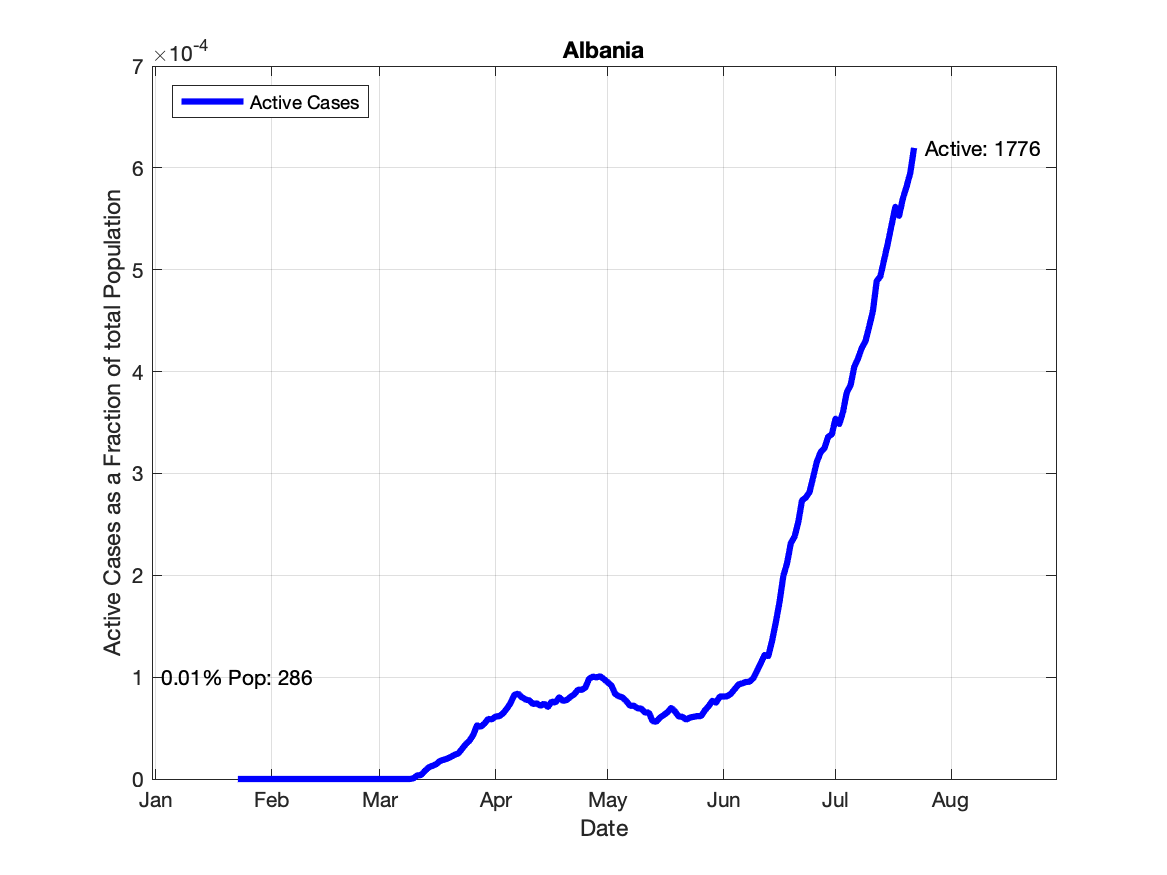 Albania
×10-4
7
6
5
4
3
2
1
0
Active Cases as a Fraction of total Population
Active Cases
Active: 1776
0.01% Pop: 286
Jan Feb Mar Apr May Jun Jul Aug
Date